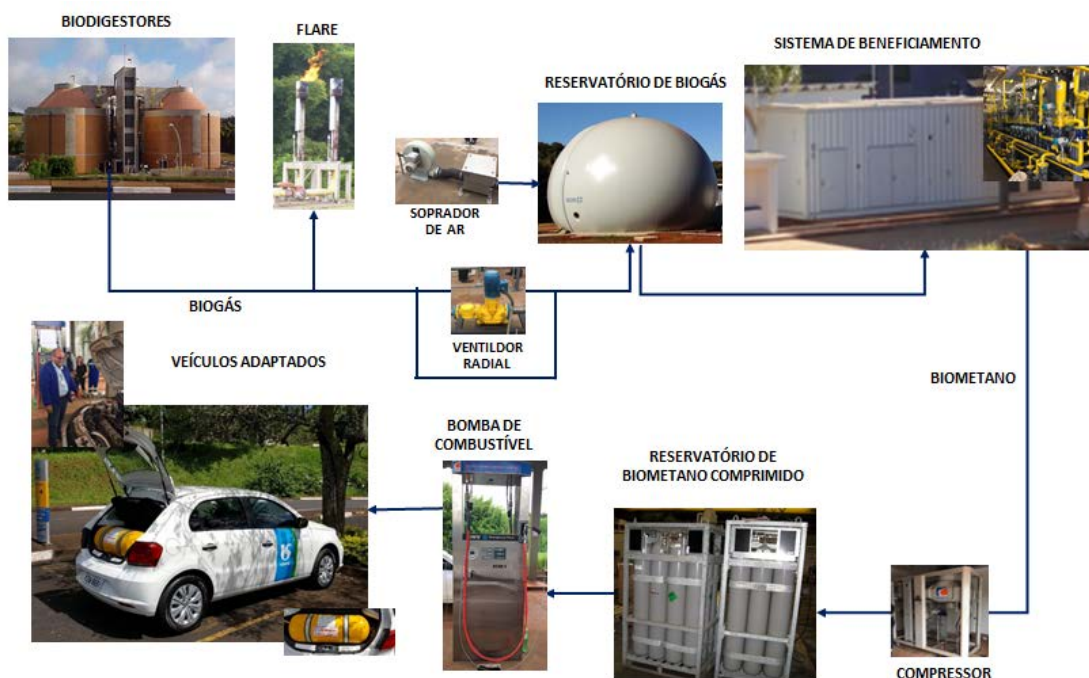 BIODIGESTORES
FLARE
SISTEMA DE BENEFICIAMENTO
RESERVATÓRIO DE BIOGÁS
SOPRADOR
DE AR
BIOGÁS
VENTILDOR
RADIAL
VEÍCULOS ADAPTADOS
BIOMETANO
BOMBA DE
COMBUSTÍVEL
RESERVATÓRIO DE
BIOMETANO COMPRIMIDO
COMPRESSOR